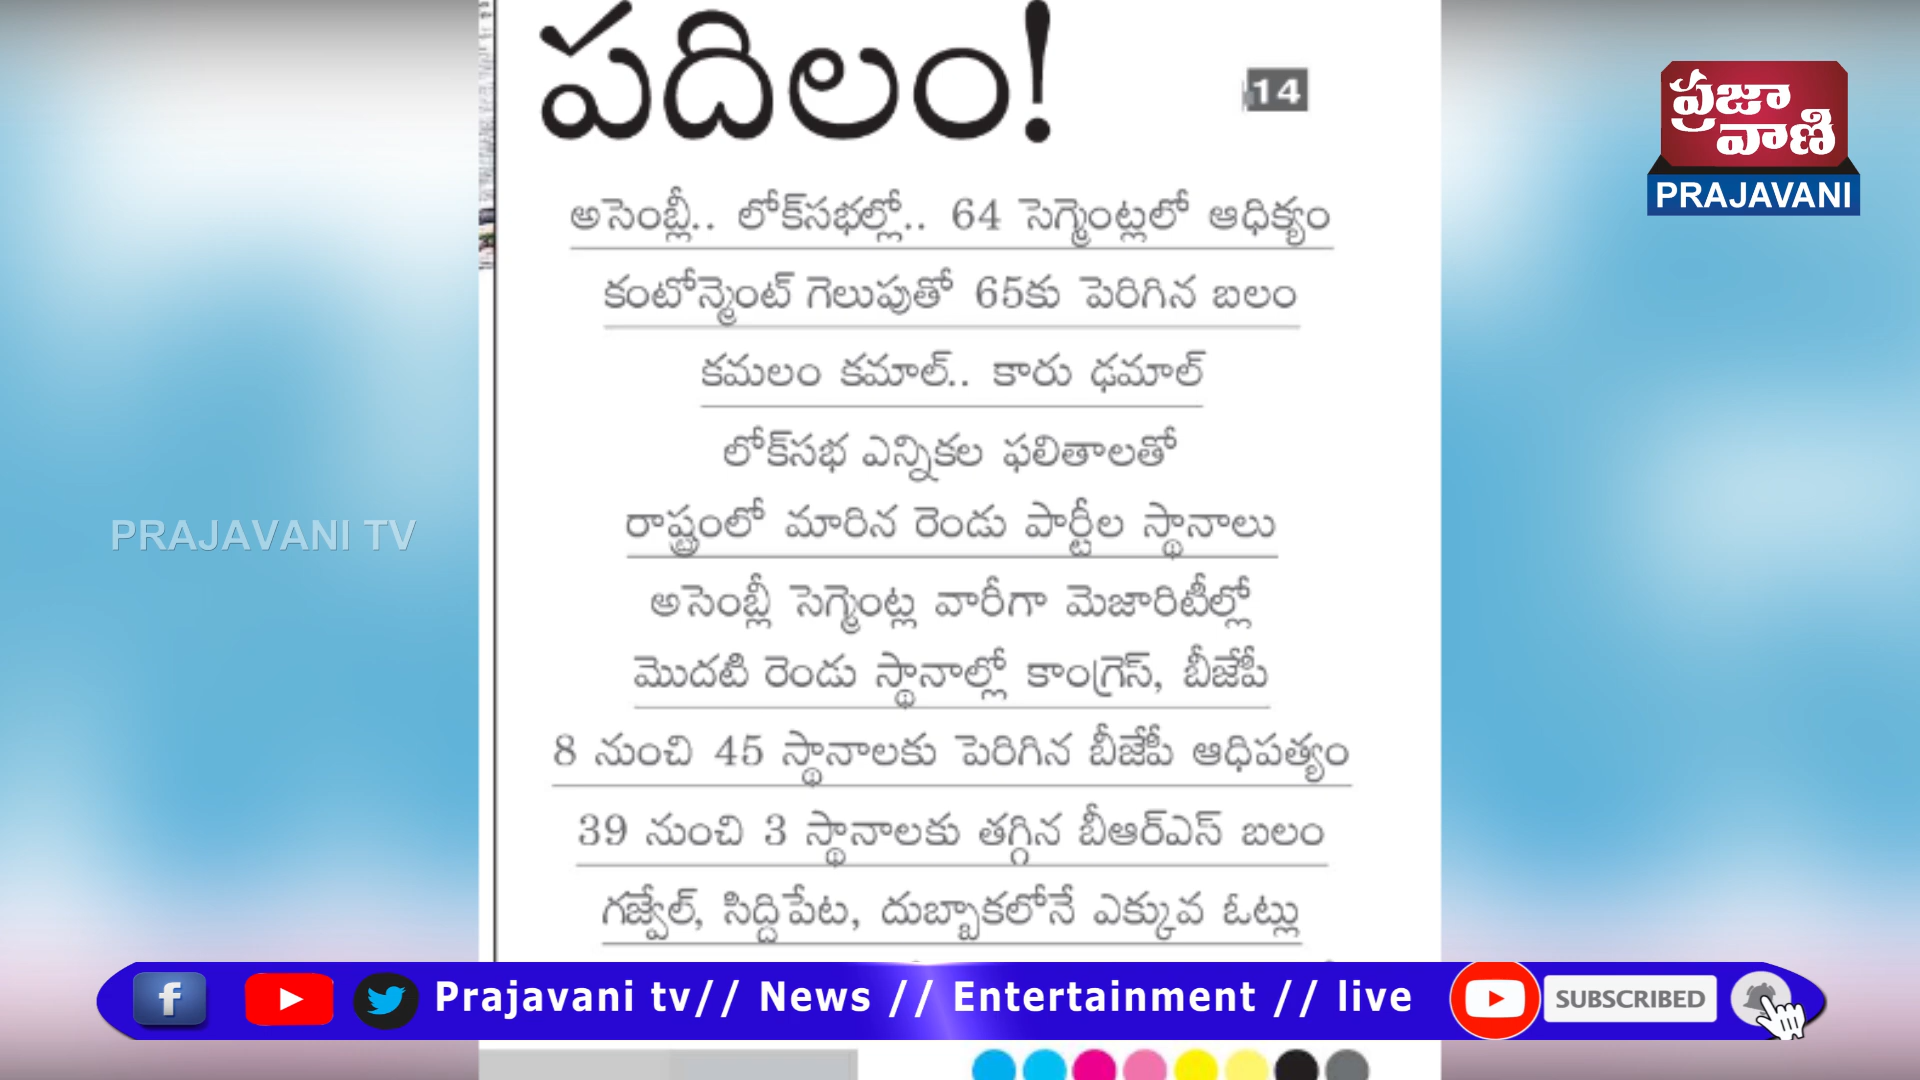 పదిలం!
14
అసెంబ్లీ.. లోక్‌సభల్లో.. 64 సెగ్మెంట్లలో ఆధిక్యం
కంటోన్మెంట్ గెలుపుతో 65కు పెరిగిన బలం
కమలం కమాల్.. కారు ఢమాల్
లోక్‌సభ ఎన్నికల ఫలితాలతో
రాష్ట్రంలో మారిన రెండు పార్టీల స్థానాలు
అసెంబ్లీ సెగ్మెంట్ల వారీగా మెజారిటీల్లో
మొదటి రెండు స్థానాల్లో కాంగ్రెస్, బీజేపీ
8 నుంచి 45 స్థానాలకు పెరిగిన బీజేపీ ఆధిపత్యం
39 నుంచి 3 స్థానాలకు తగ్గిన బీఆర్ఎస్ బలం
గజ్వేల్, సిద్దిపేట, దుబ్బాకలోనే ఎక్కువ ఓట్లు
ప్రజా
వాణి
PRAJAVANI
PRAJAVANI TV
Prajavani tv// News // Entertainment // live
SUBSCRIBED